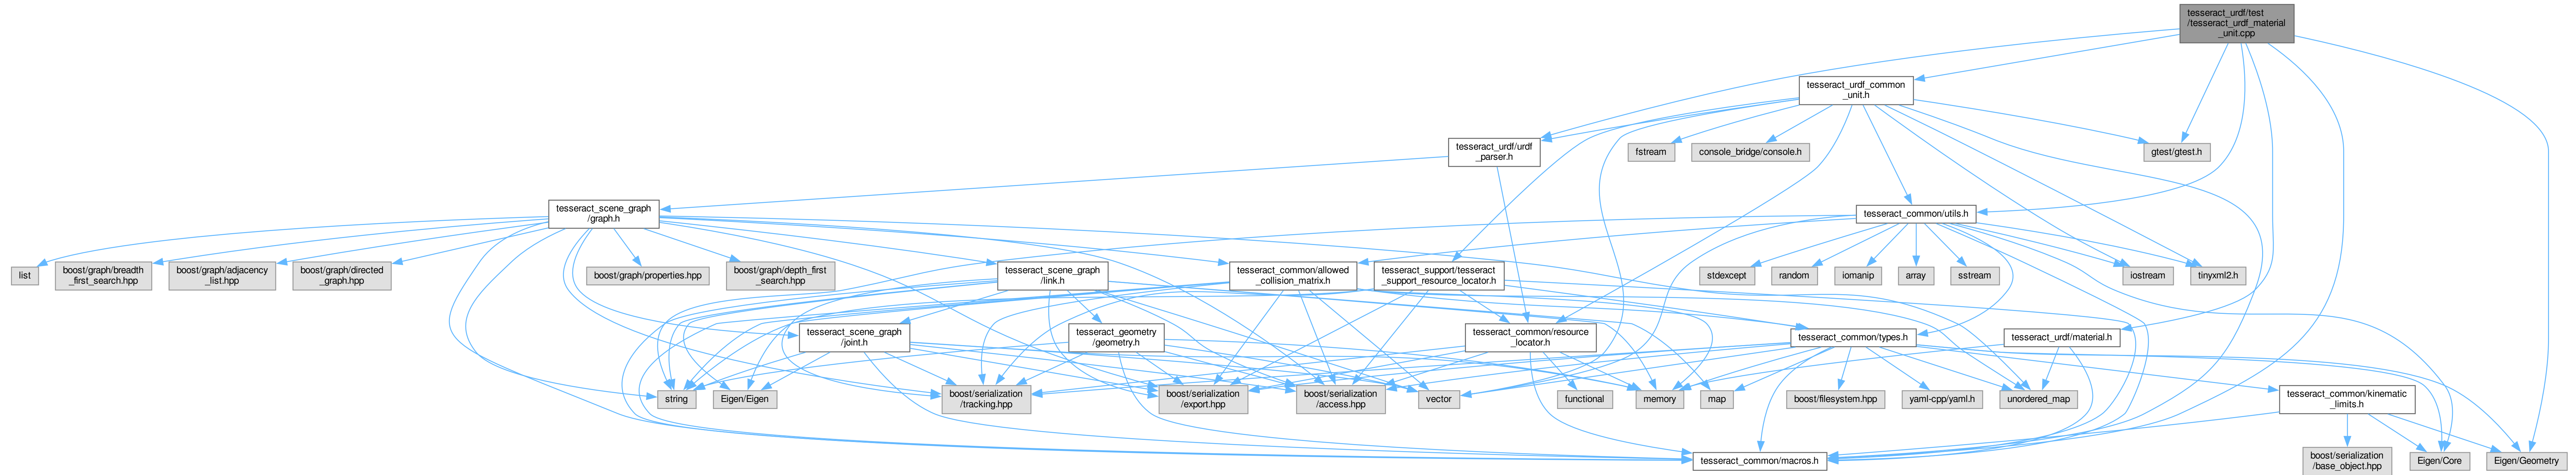 tesseract_urdf/test
/tesseract_urdf_material
_unit.cpp
tesseract_urdf_common
_unit.h
tesseract_urdf/urdf
_parser.h
fstream
console_bridge/console.h
gtest/gtest.h
tesseract_scene_graph
/graph.h
tesseract_common/utils.h
list
boost/graph/breadth
_first_search.hpp
boost/graph/adjacency
_list.hpp
boost/graph/directed
_graph.hpp
boost/graph/properties.hpp
boost/graph/depth_first
_search.hpp
tesseract_scene_graph
/link.h
tesseract_common/allowed
_collision_matrix.h
tesseract_support/tesseract
_support_resource_locator.h
stdexcept
random
iomanip
array
sstream
iostream
tinyxml2.h
tesseract_scene_graph
/joint.h
tesseract_geometry
/geometry.h
tesseract_common/resource
_locator.h
tesseract_common/types.h
tesseract_urdf/material.h
string
Eigen/Eigen
boost/serialization
/tracking.hpp
boost/serialization
/export.hpp
boost/serialization
/access.hpp
vector
functional
memory
map
boost/filesystem.hpp
yaml-cpp/yaml.h
unordered_map
tesseract_common/kinematic
_limits.h
tesseract_common/macros.h
boost/serialization
/base_object.hpp
Eigen/Core
Eigen/Geometry